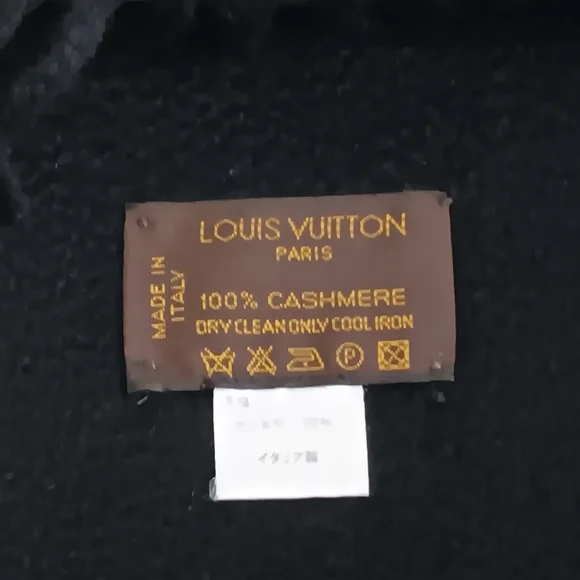 LOUIS VUITTON
PARIS
MADE IN
ITALY
100% CASHMERE
DRY CLEAN ONLY COOL IRON
P
イタリア製